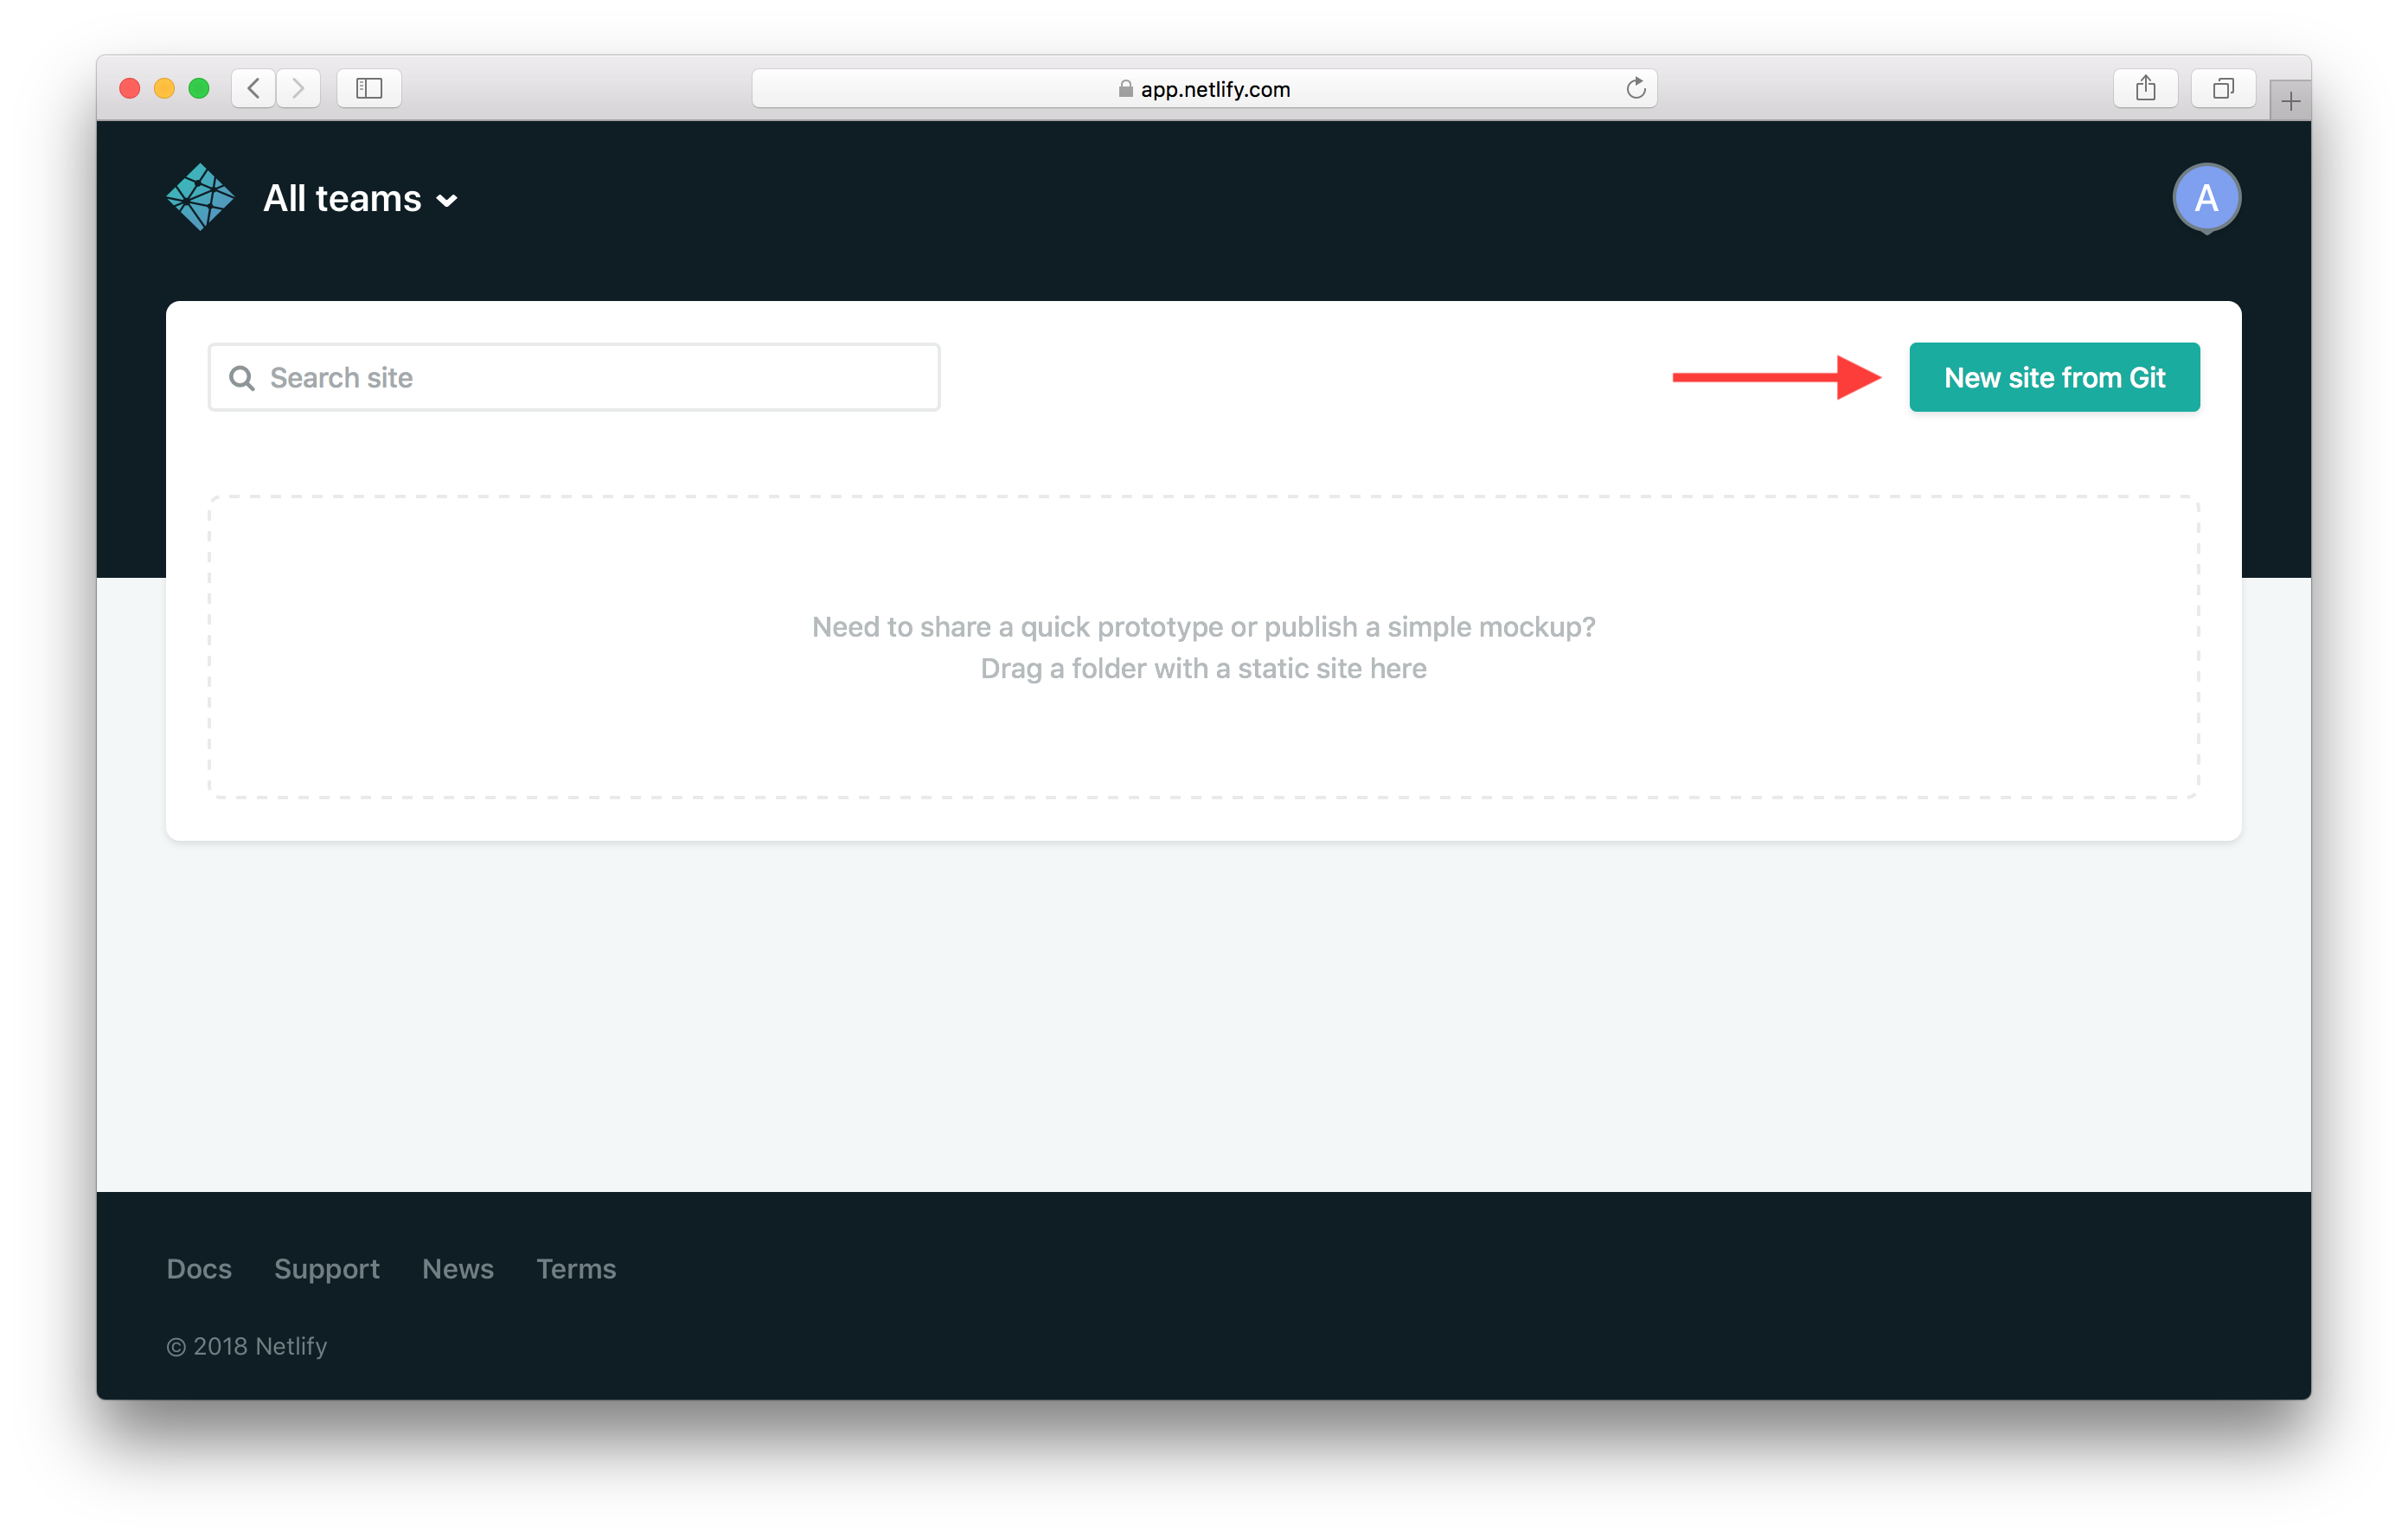 app.netlify.com
All teams
A
Search site
New site from Git
Need to share a quick prototype or publish a simple mockup?
Drag a folder with a static site here
Docs Support News Terms
© 2018 Netlify